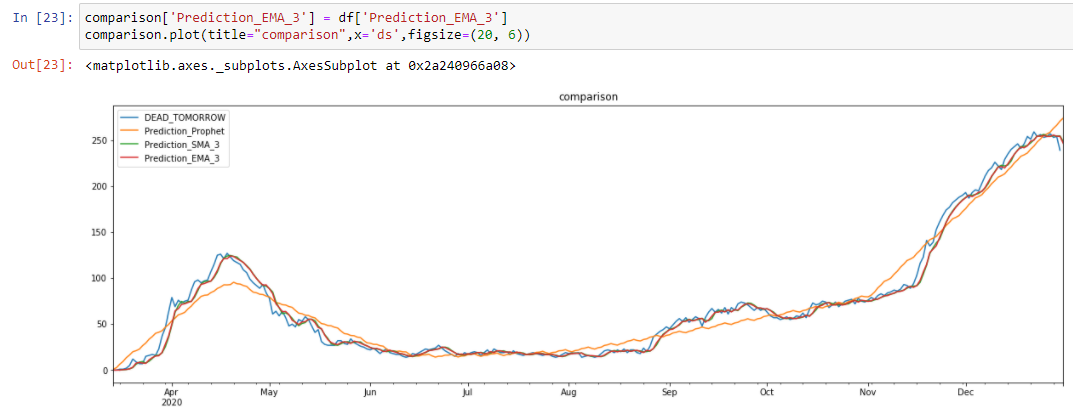 In [23]: comparison['Prediction_EMA_3'] = df['Prediction_EMA_3']
comparison.plot(title="comparison",x='ds',figsize=(20, 6))
Out[23]: <matplotlib.axes._subplots.AxesSubplot at 0x2a240966a08>
comparison
DEAD_TOMORROW
Prediction_Prophet
Prediction_SMA_3
Prediction_EMA_3
250
200
150
100
50
0
Apr May Jun Jul Aug Sep Oct Nov Dec
2020